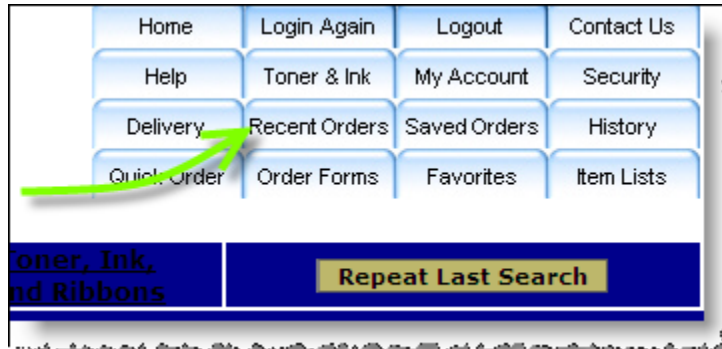 Home Login Again Logout Contact Us
Help Toner & Ink My Account Security
Delivery Recent Orders Saved Orders History
Quick Order Order Forms Favorites Item Lists
oner, Ink, Repeat Last Search
nd Ribbons